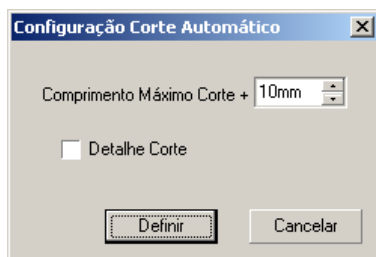 Configuração Corte Automático
Comprimento Máximo Corte + 10mm
Detalhe Corte
Definir Cancelar